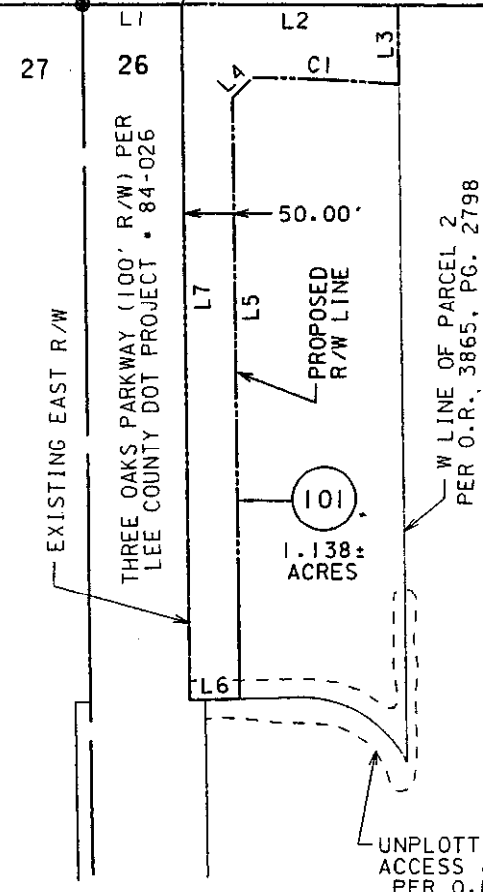 L1
L2
L3
27
26
C1
L4
THREE OAKS PARKWAY (100' R/W) PER
LEE COUNTY DOT PROJECT • 84-026
50.00'
L7
L5
PROPOSED
R/W LINE
W LINE OF PARCEL 2
PER O.R. 3865, PG. 2798
EXISTING EAST R/W
101
1.138±
ACRES
L6
UNPLOTT
ACCESS
PER O.